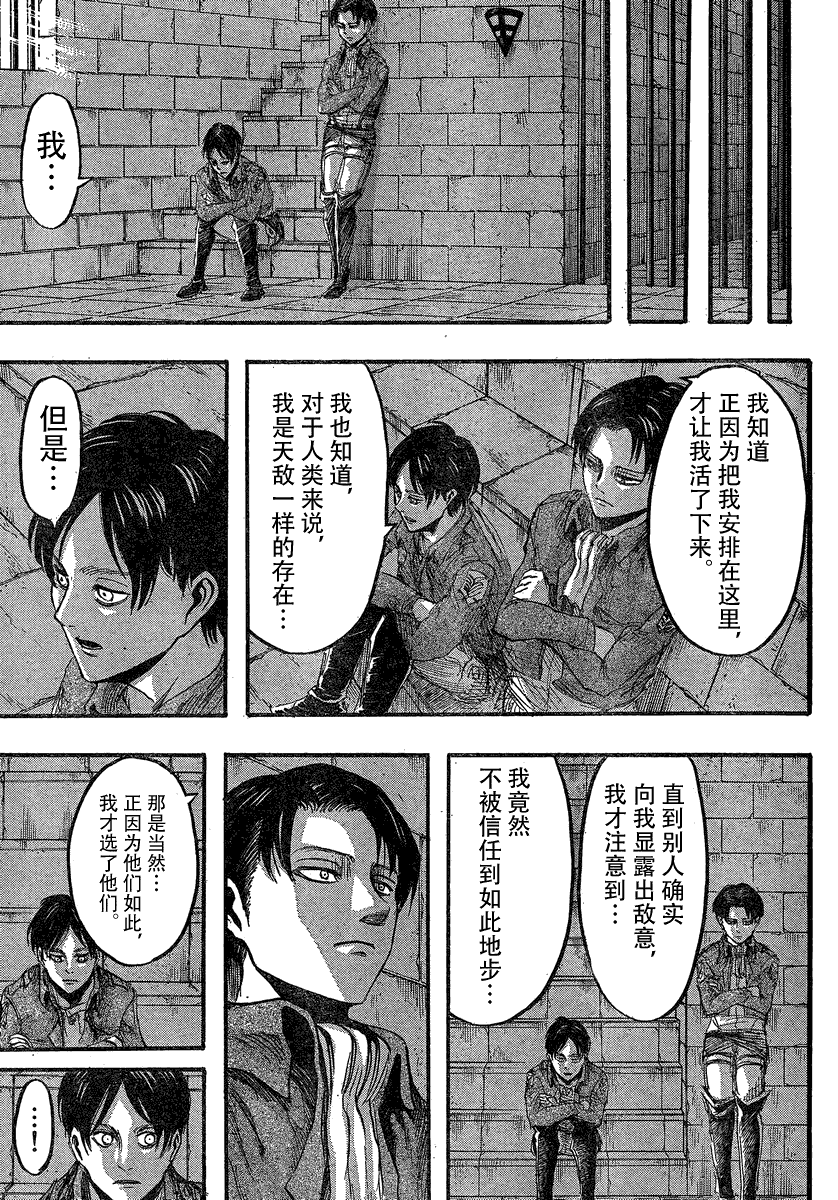 我…
我知道
正因为把我安排在这里，
才让我活了下来。
我也知道，
对于人类来说，
我是天敌一样的存在…
但是…
直到别人确实
向我显露出敌意，
我才注意到…
我竟然
不被信任到如此地步…
那是当然…
正因为他们如此，
我才选了他们。
…！